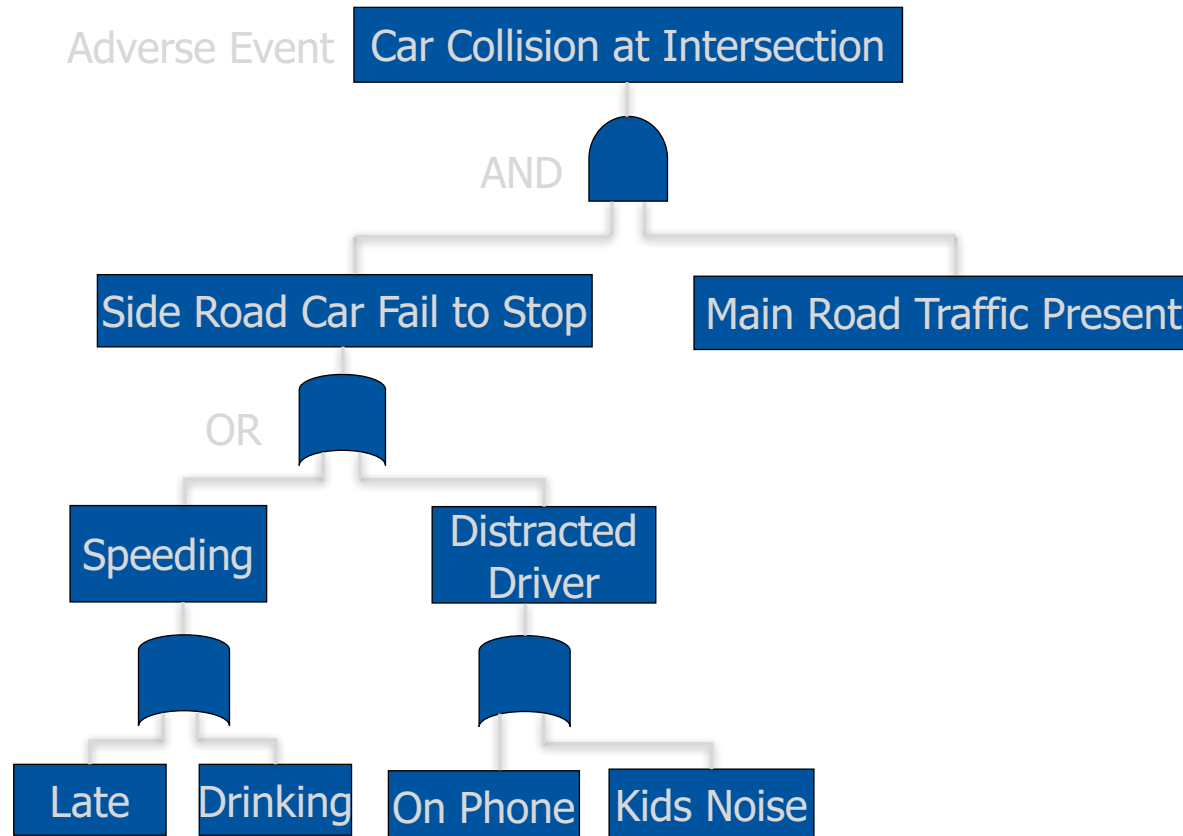 Adverse Event
Car Collision at Intersection
AND
Side Road Car Fail to Stop
Main Road Traffic Present
OR
Speeding
Distracted
Driver
Late
Drinking
On Phone
Kids Noise